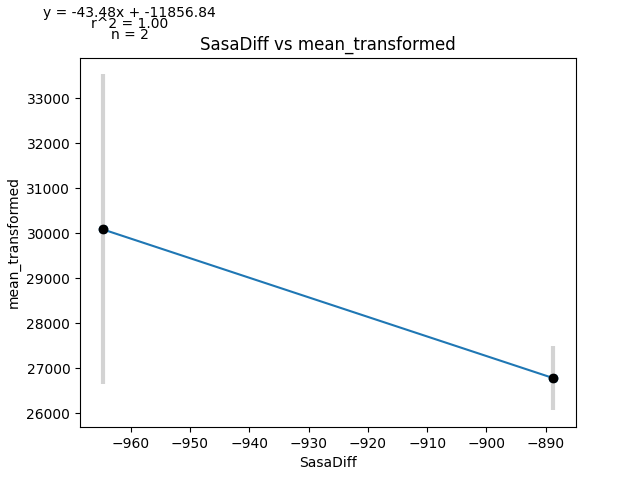 y = -43.48x + -11856.84
r^2 = 1.00
n = 2
SasaDiff vs mean_transformed
mean_transformed
33000
32000
31000
30000
29000
28000
27000
26000
−960
−950
−940
−930
−920
−910
−900
−890
SasaDiff